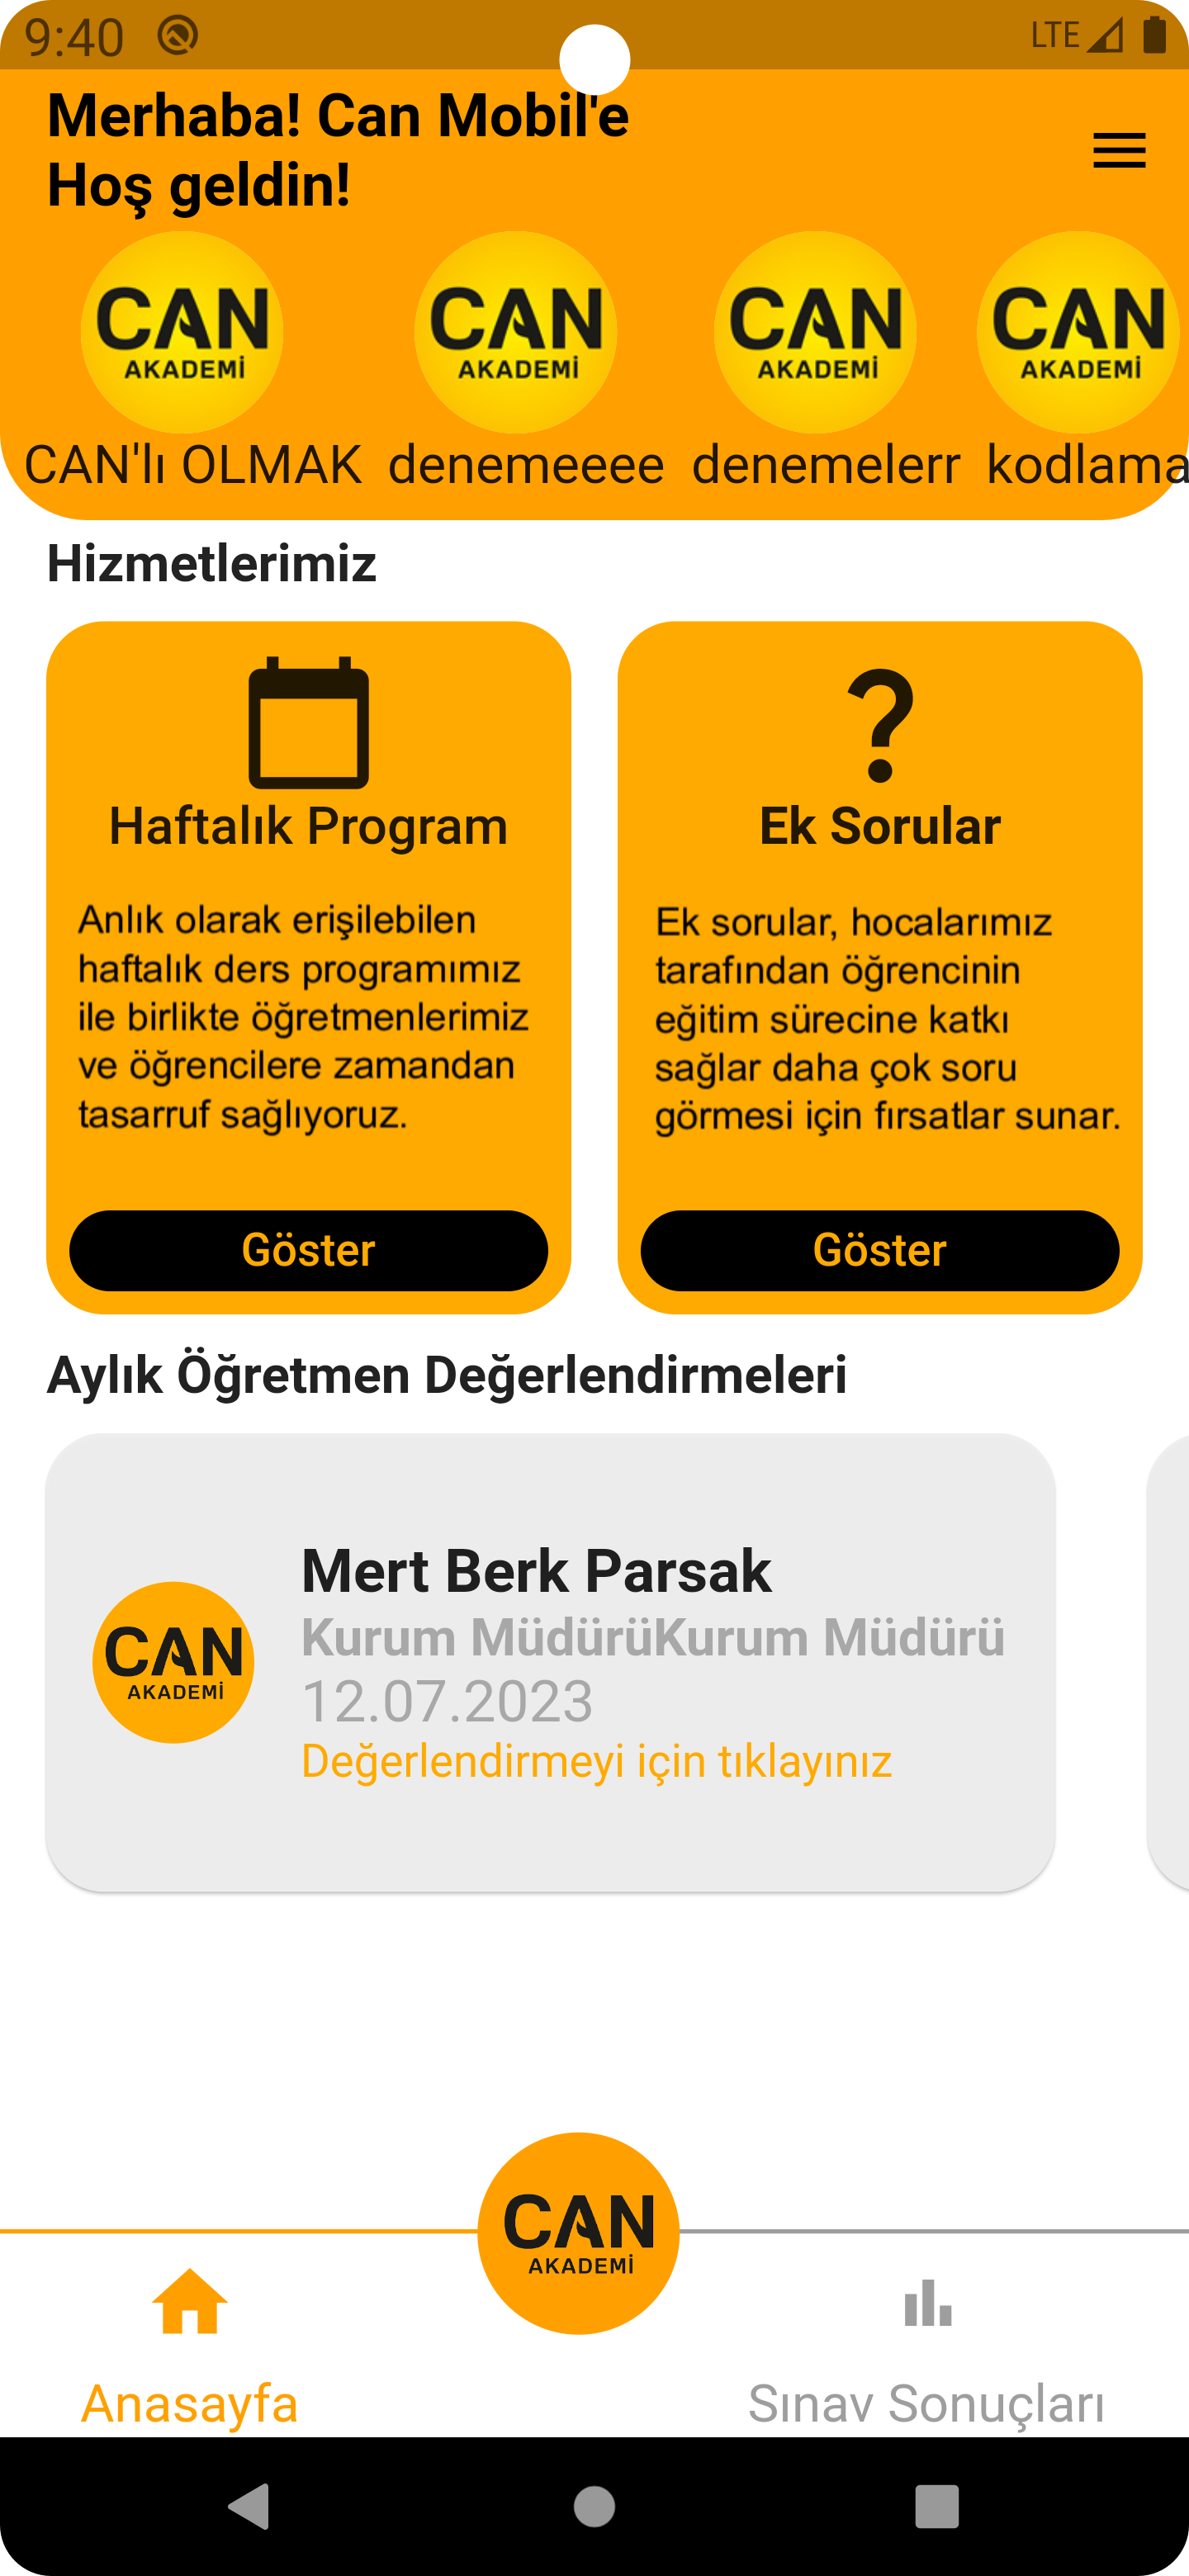 9:40
LTE
Merhaba! Can Mobil'e
Hoş geldin!
CAN
AKADEMİ
CAN
AKADEMİ
CAN
AKADEMİ
CAN
AKADEMİ
CAN'lı OLMAK denemeeee denemelerr kodlama
Hizmetlerimiz
Haftalık Program
Anlık olarak erişilebilen
haftalık ders programımız
ile birlikte öğretmenlerimiz
ve öğrencilere zamandan
tasarruf sağlıyoruz.
Göster
Ek Sorular
Ek sorular, hocalarımız
tarafından öğrencinin
eğitim sürecine katkı
sağlar daha çok soru
görmesi için fırsatlar sunar.
Göster
Aylık Öğretmen Değerlendirmeleri
CAN
AKADEMİ
Mert Berk Parsak
Kurum MüdürüKurum Müdürü
12.07.2023
Değerlendirmeyi için tıklayınız
CAN
AKADEMİ
Anasayfa
Sınav Sonuçları